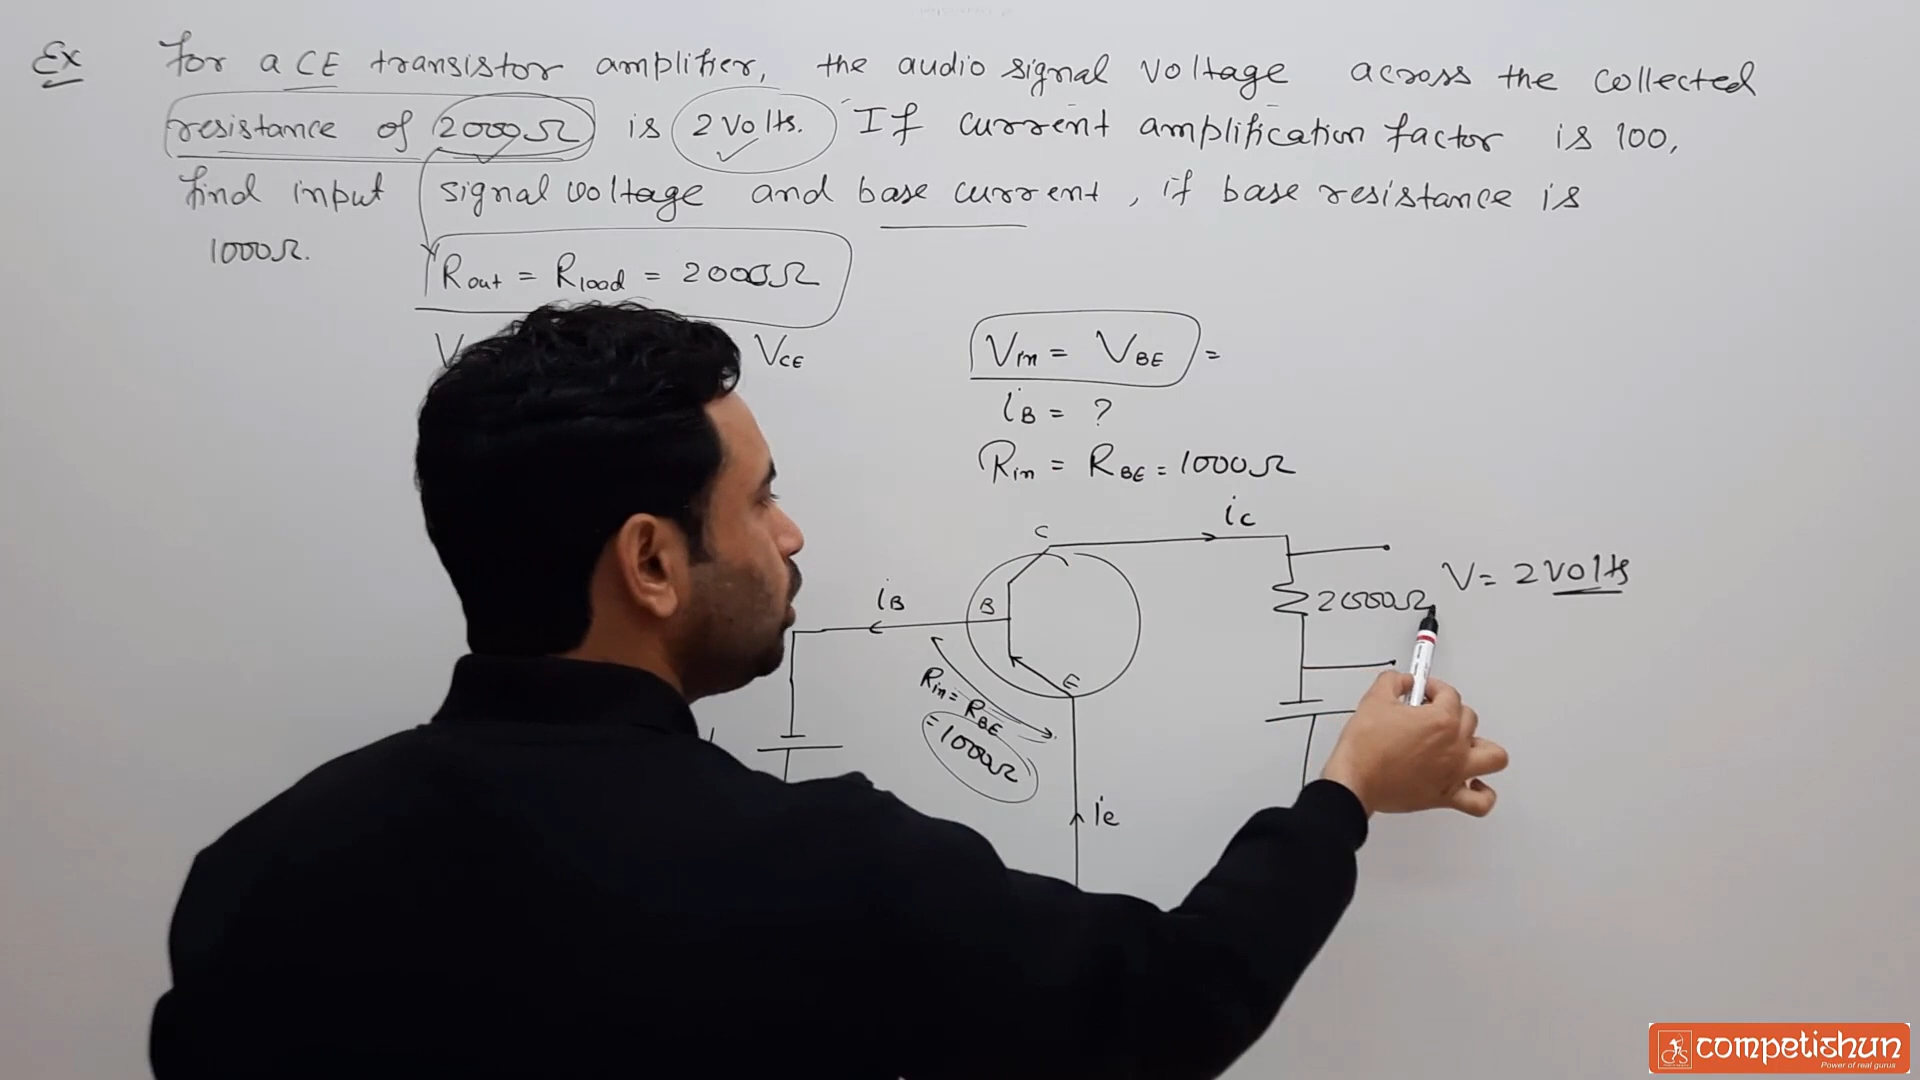 Ex For a CE transistor amplifier, the audio signal voltage across the collected
resistance of 2000Ω is 2 Volts. If current amplification factor is 100,
find input signal voltage and base current, if base resistance is
1000Ω.
Rout = Rload = 2000Ω
V VCE
Vin = VBE =
iB = ?
Rin = RBE = 1000Ω
C iC
V = 2 Volts
iB B 2000Ω
E
Rin = RBE
= 1000Ω
ie
competishun
Power of real gurus